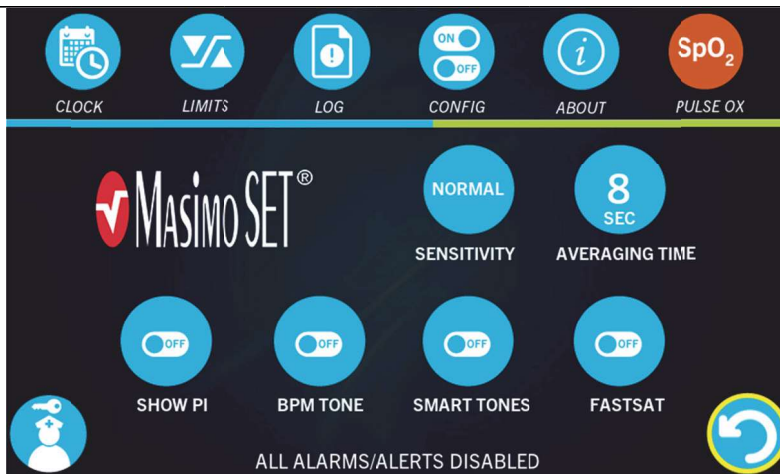 ON
OFF
i
SpO₂
CLOCK
LIMITS
LOG
CONFIG
ABOUT
PULSE OX
Masimo SET®
NORMAL
8
SEC
SENSITIVITY
AVERAGING TIME
OFF
OFF
OFF
OFF
SHOW PI
BPM TONE
SMART TONES
FASTSAT
ALL ALARMS/ALERTS DISABLED